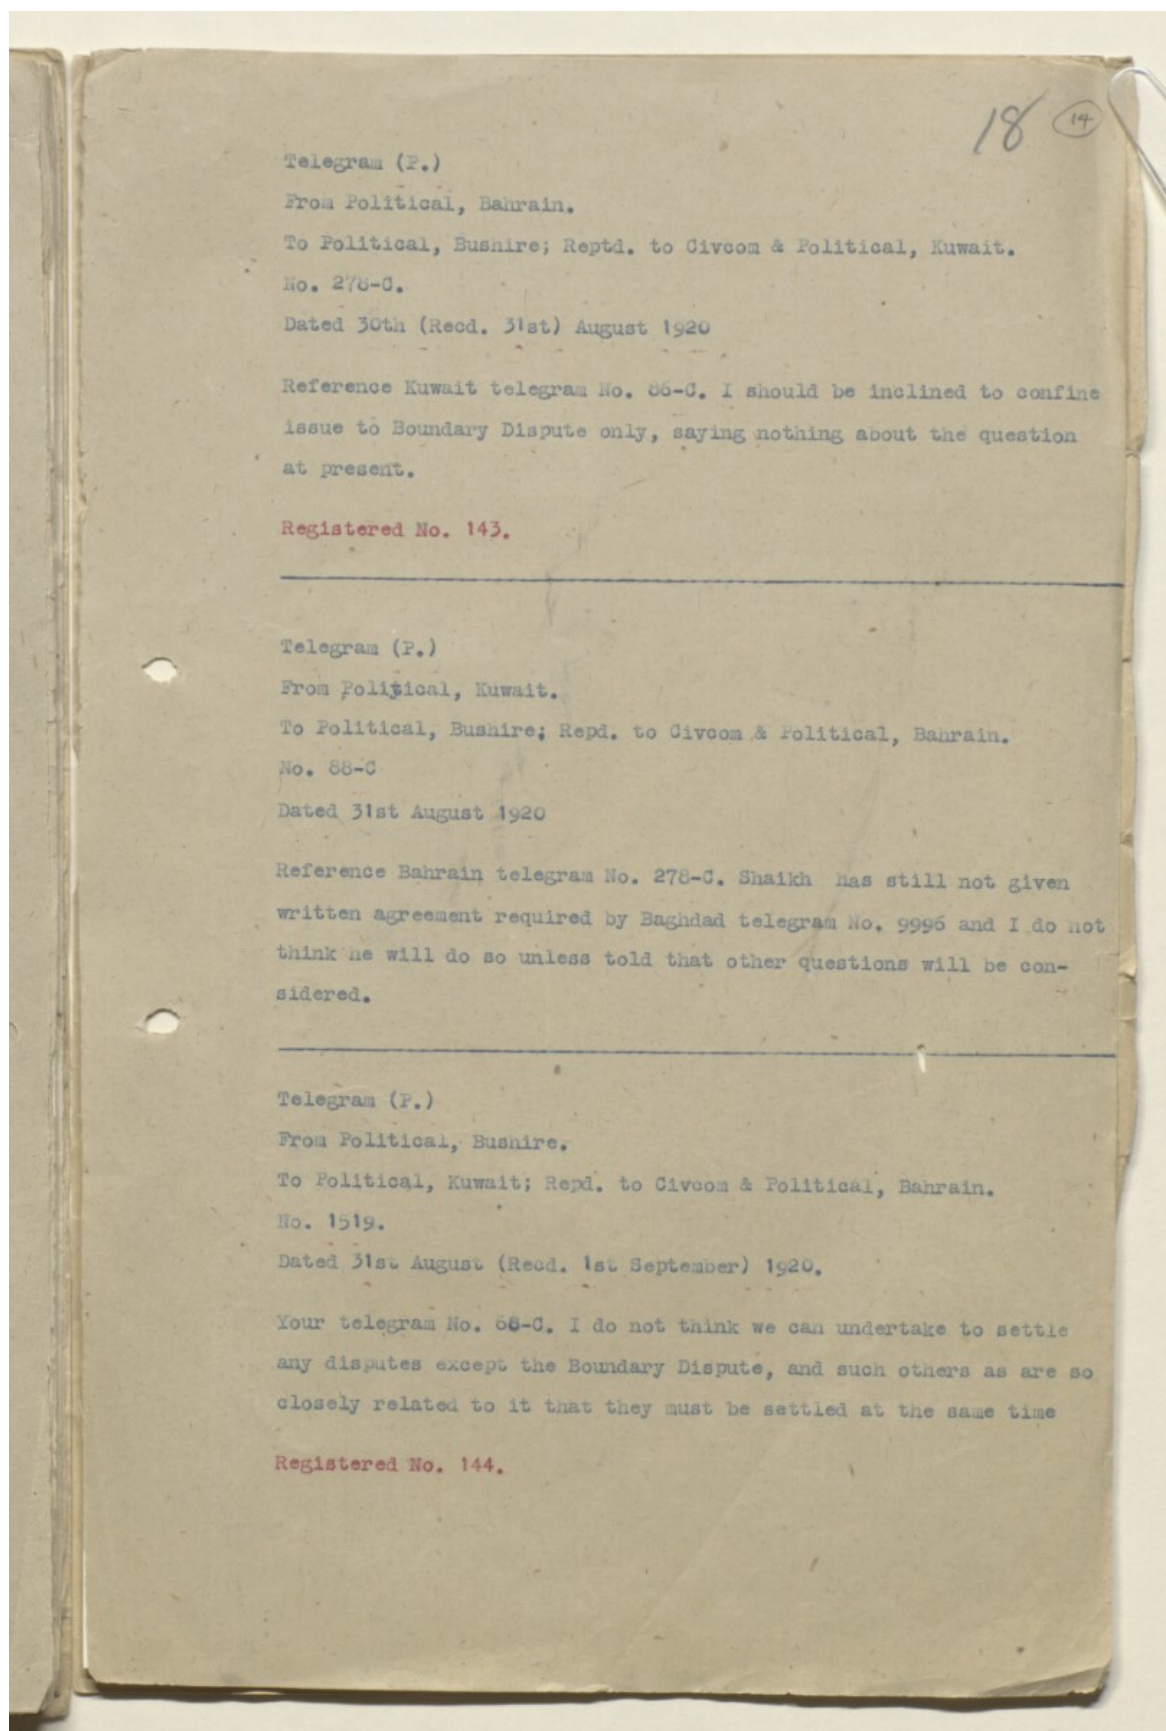 18 14
Telegram (P.)
From Political, Bahrain.
To Political, Bushire; Reptd. to Civcom & Political, Kuwait.
No. 278-C.
Dated 30th (Recd. 31st) August 1920
Reference Kuwait telegram No. 86-C. I should be inclined to confine
issue to Boundary Dispute only, saying nothing about the question
at present.
Registered No. 143.
Telegram (P.)
From Political, Kuwait.
To Political, Bushire; Repd. to Civcom & Political, Bahrain.
No. 88-C
Dated 31st August 1920
Reference Bahrain telegram No. 278-C. Shaikh has still not given
written agreement required by Baghdad telegram No. 9996 and I do not
think he will do so unless told that other questions will be con-
sidered.
Telegram (P.)
From Political, Bushire.
To Political, Kuwait; Repd. to Civcom & Political, Bahrain.
No. 1519.
Dated 31st August (Recd. 1st September) 1920.
Your telegram No. 68-C. I do not think we can undertake to settle
any disputes except the Boundary Dispute, and such others as are so
closely related to it that they must be settled at the same time
Registered No. 144.